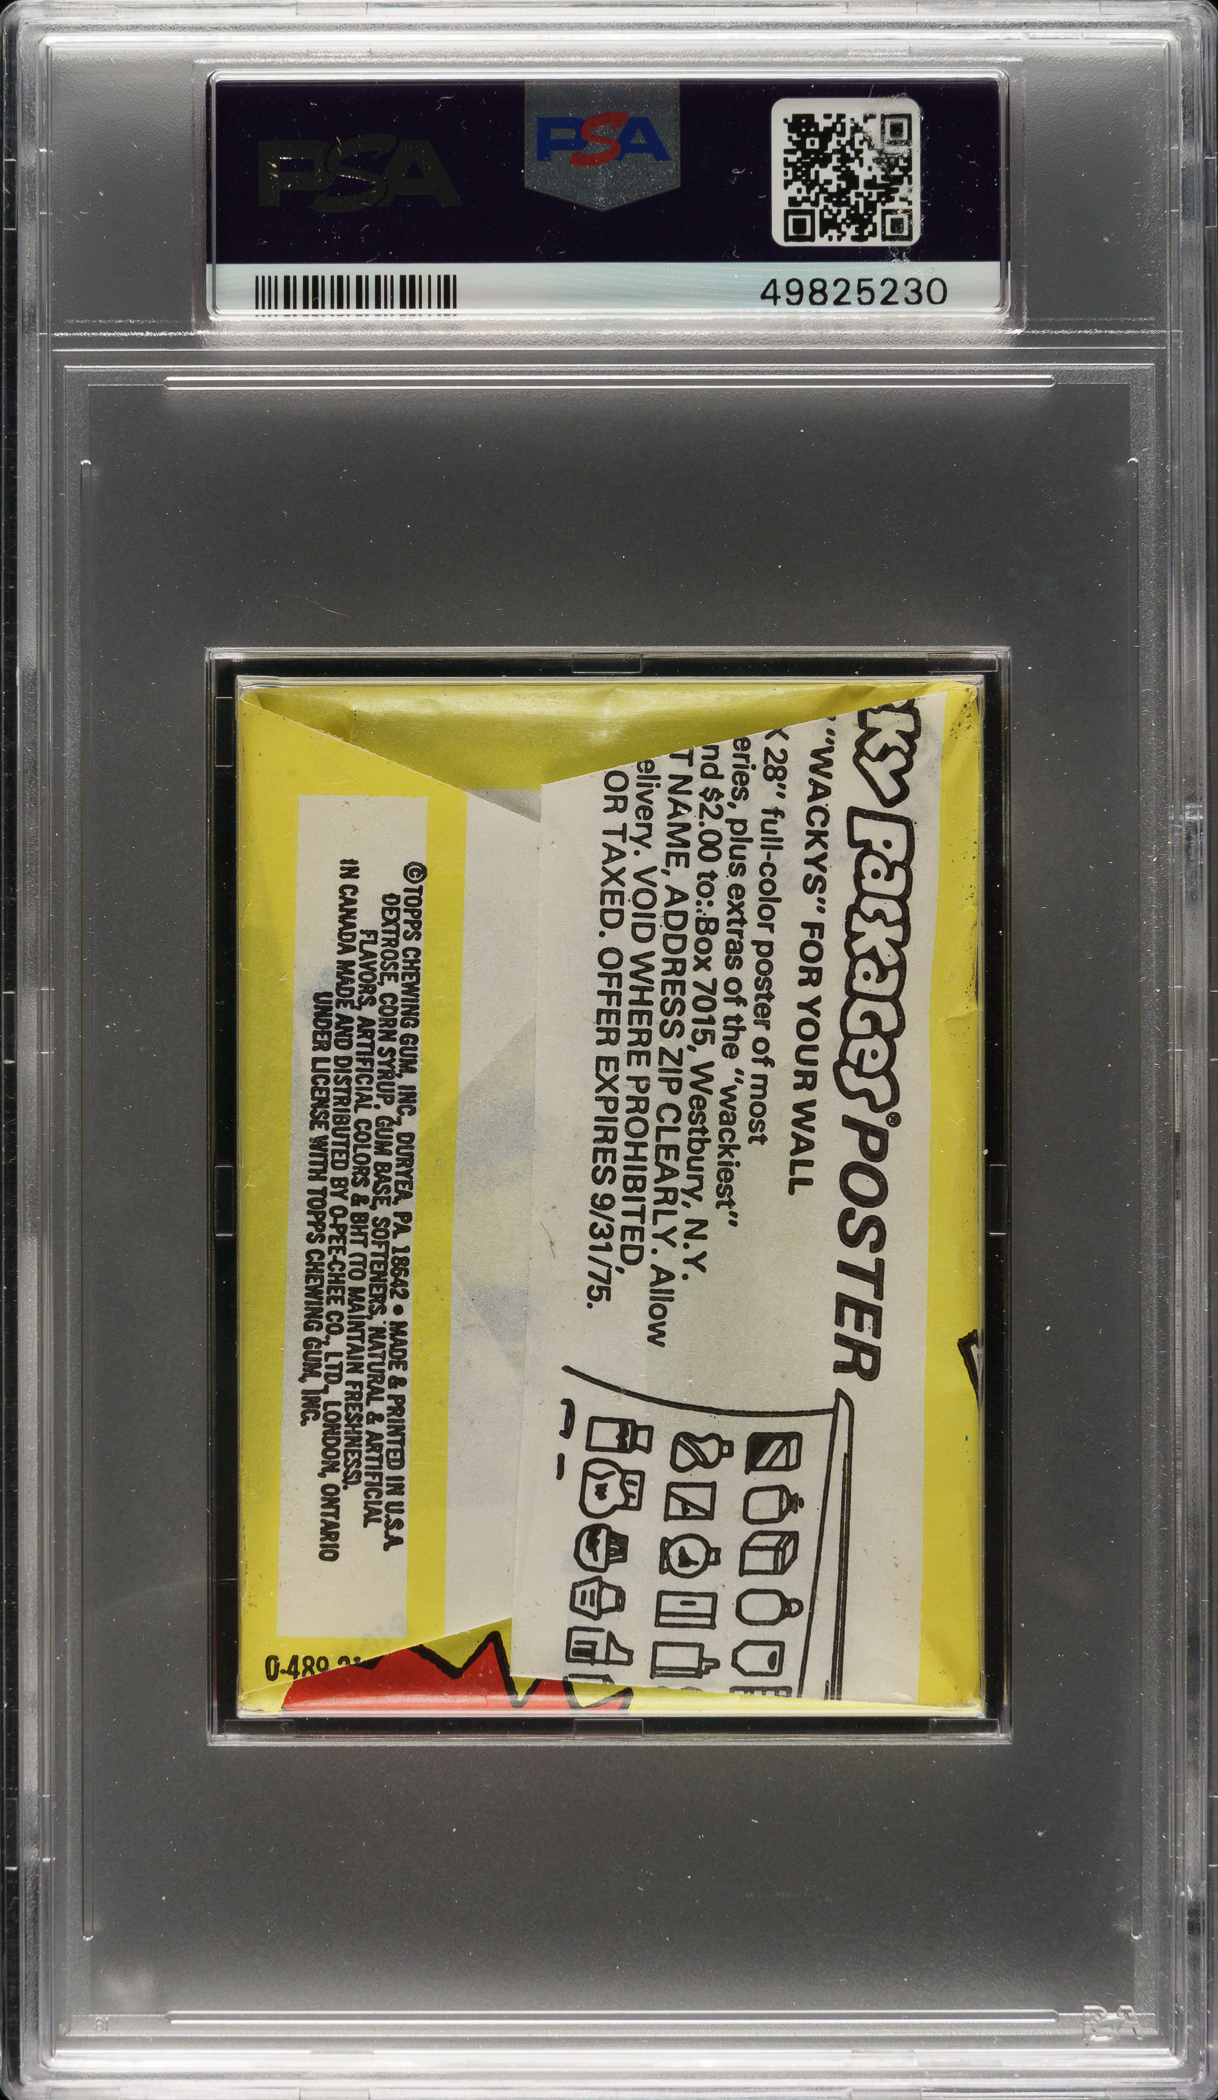 PSA
PSA
49825230
KY PACKAGES® POSTER
"WACKYS" FOR YOUR WALL
x 28" full-color poster of most
eries, plus extras of the "wackiest"
nd $2.00 to: Box 7015, Westbury, N.Y.
T NAME, ADDRESS ZIP CLEARLY. Allow
elivery. VOID WHERE PROHIBITED,
OR TAXED. OFFER EXPIRES 9/31/75.
©TOPPS CHEWING GUM, INC., DURYEA, PA. 18642 • MADE & PRINTED IN U.S.A.
DEXTROSE, CORN SYRUP, GUM BASE, SOFTENERS, NATURAL & ARTIFICIAL
FLAVORS, ARTIFICIAL COLORS & BHT (TO MAINTAIN FRESHNESS).
IN CANADA MADE AND DISTRIBUTED BY O-PEE-CHEE CO., LTD., LONDON, ONTARIO
UNDER LICENSE WITH TOPPS CHEWING GUM, INC.
0-489
PSA